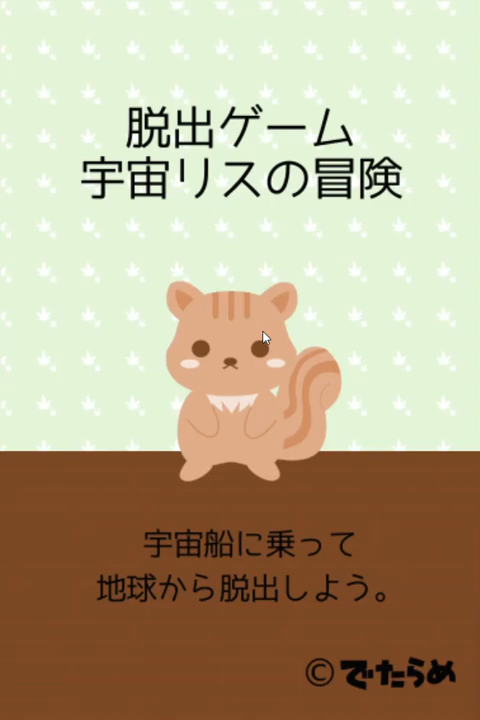 脱出ゲーム
宇宙リスの冒険
宇宙船に乗って
地球から脱出しよう。
© でたらめ